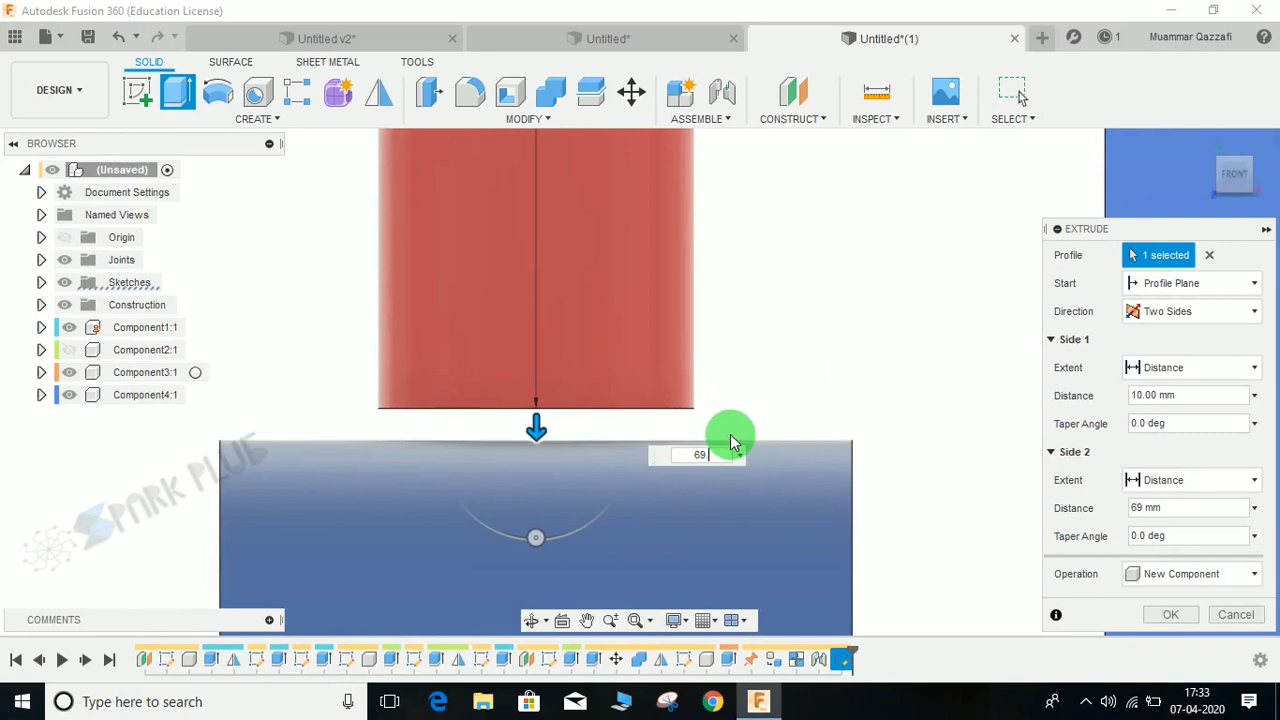 Autodesk Fusion 360 (Education License)
Untitled v2*
Untitled*
Untitled*(1)
1
Muammar Qazzafi
DESIGN
SOLID
SURFACE
SHEET METAL
TOOLS
CREATE
MODIFY
ASSEMBLE
CONSTRUCT
INSPECT
INSERT
SELECT
BROWSER
(Unsaved)
Document Settings
Named Views
Origin
Joints
Sketches
Construction
Component1:1
Component2:1
Component3:1
Component4:1
FRONT
EXTRUDE
Profile
1 selected
Start
Profile Plane
Direction
Two Sides
Side 1
Extent
Distance
Distance
10.00 mm
Taper Angle
0.0 deg
Side 2
Extent
Distance
Distance
69 mm
Taper Angle
0.0 deg
Operation
New Component
OK
Cancel
69.
SPARK PLUG
COMMENTS
Type here to search
17:33
07-04-2020